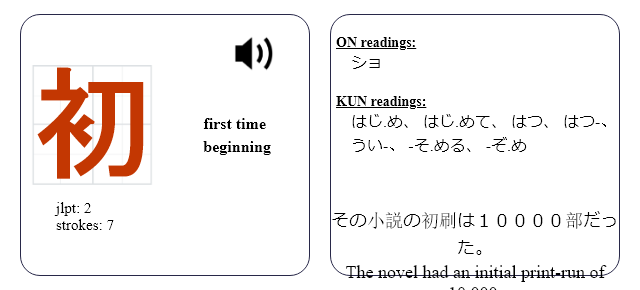 初
first time
beginning
jlpt: 2
strokes: 7
ON readings:
ショ
KUN readings:
はじ.め、 はじ.めて、 はつ、 はつ-、
うい-、 -そ.める、 -ぞ.め
その小説の初刷は１００００部だっ
た。
The novel had an initial print-run of
10,000